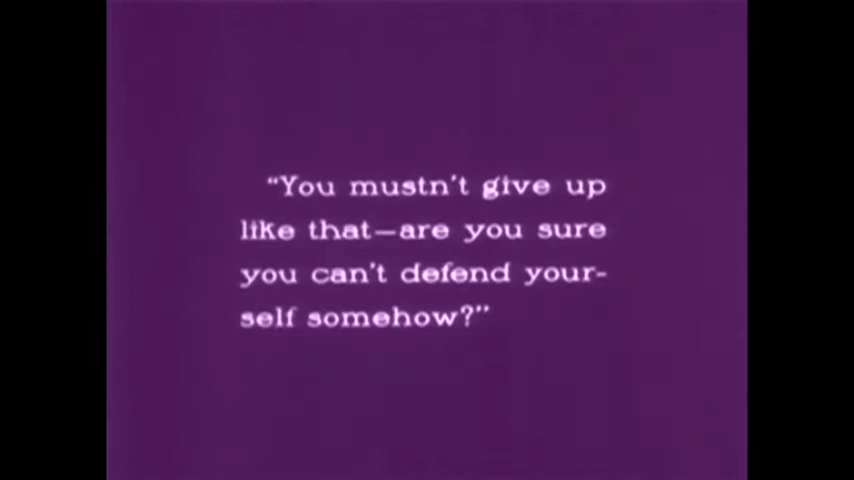 "You mustn't give up
like that—are you sure
you can't defend your-
self somehow?"